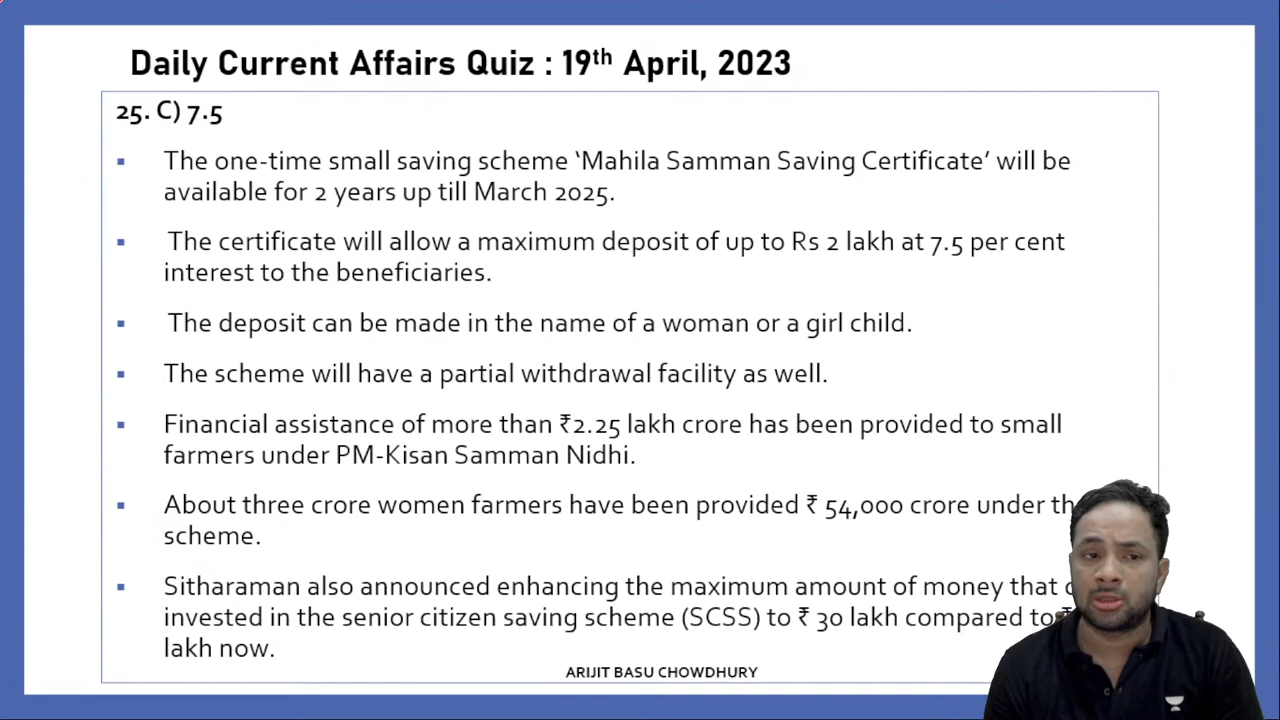 Daily Current Affairs Quiz : 19th April, 2023
25. C) 7.5
▪ The one-time small saving scheme ‘Mahila Samman Saving Certificate’ will be
available for 2 years up till March 2025.
▪ The certificate will allow a maximum deposit of up to Rs 2 lakh at 7.5 per cent
interest to the beneficiaries.
▪ The deposit can be made in the name of a woman or a girl child.
▪ The scheme will have a partial withdrawal facility as well.
▪ Financial assistance of more than ₹2.25 lakh crore has been provided to small
farmers under PM-Kisan Samman Nidhi.
▪ About three crore women farmers have been provided ₹ 54,000 crore under
scheme.
▪ Sitharaman also announced enhancing the maximum amount of money that
invested in the senior citizen saving scheme (SCSS) to ₹ 30 lakh compared to
lakh now.
ARIJIT BASU CHOWDHURY